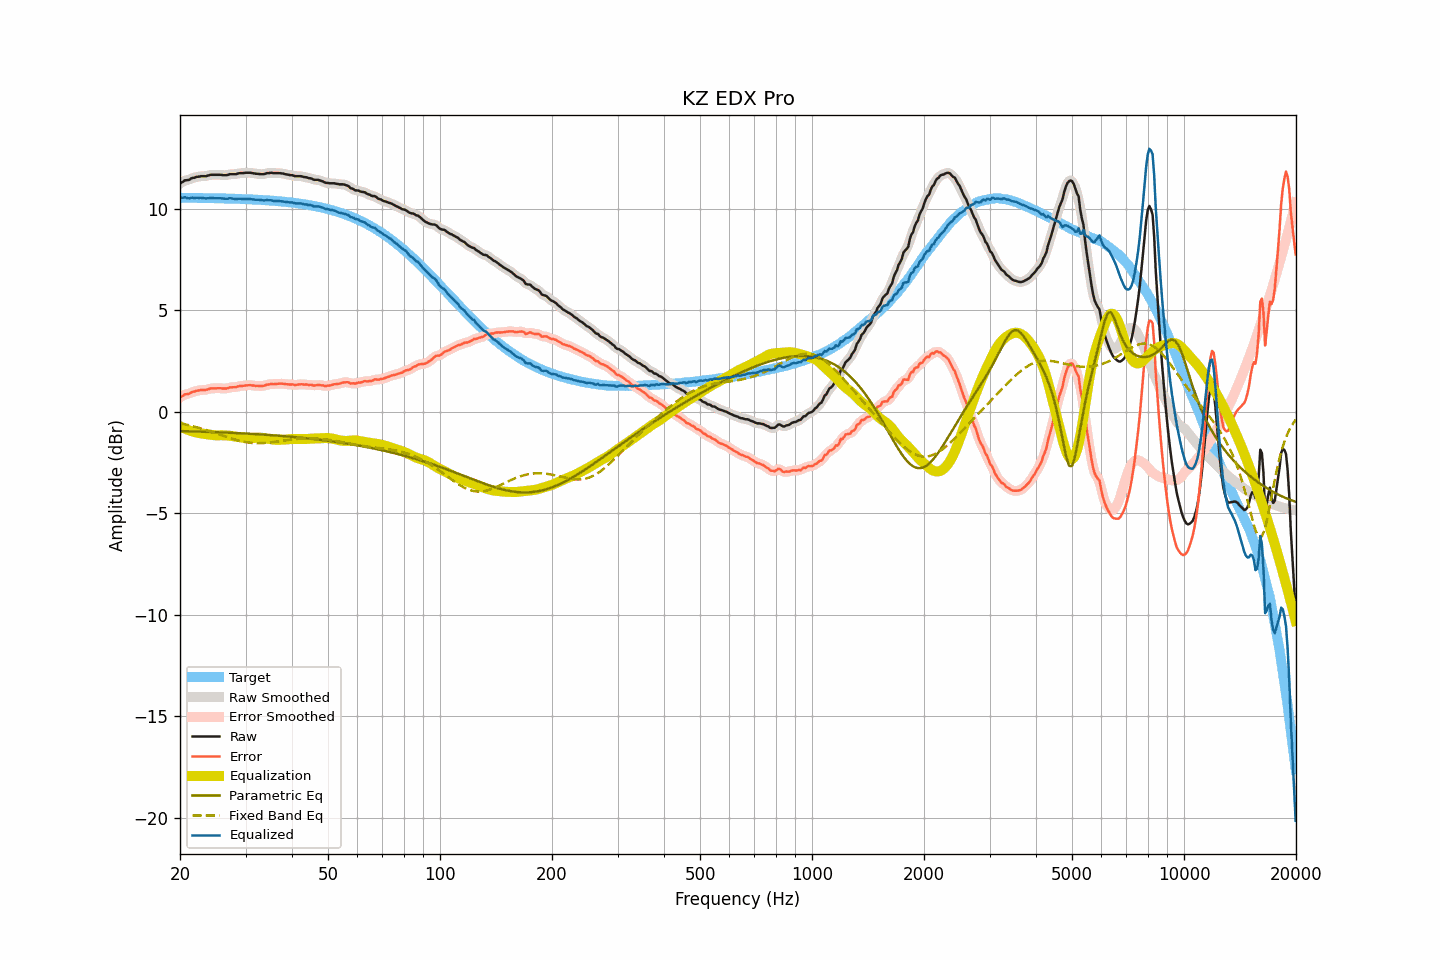 KZ EDX Pro
Amplitude (dBr)
10
5
0
−5
−10
−15
−20
Target
Raw Smoothed
Error Smoothed
Raw
Error
Equalization
Parametric Eq
Fixed Band Eq
Equalized
20 50 100 200 500 1000 2000 5000 10000 20000
Frequency (Hz)